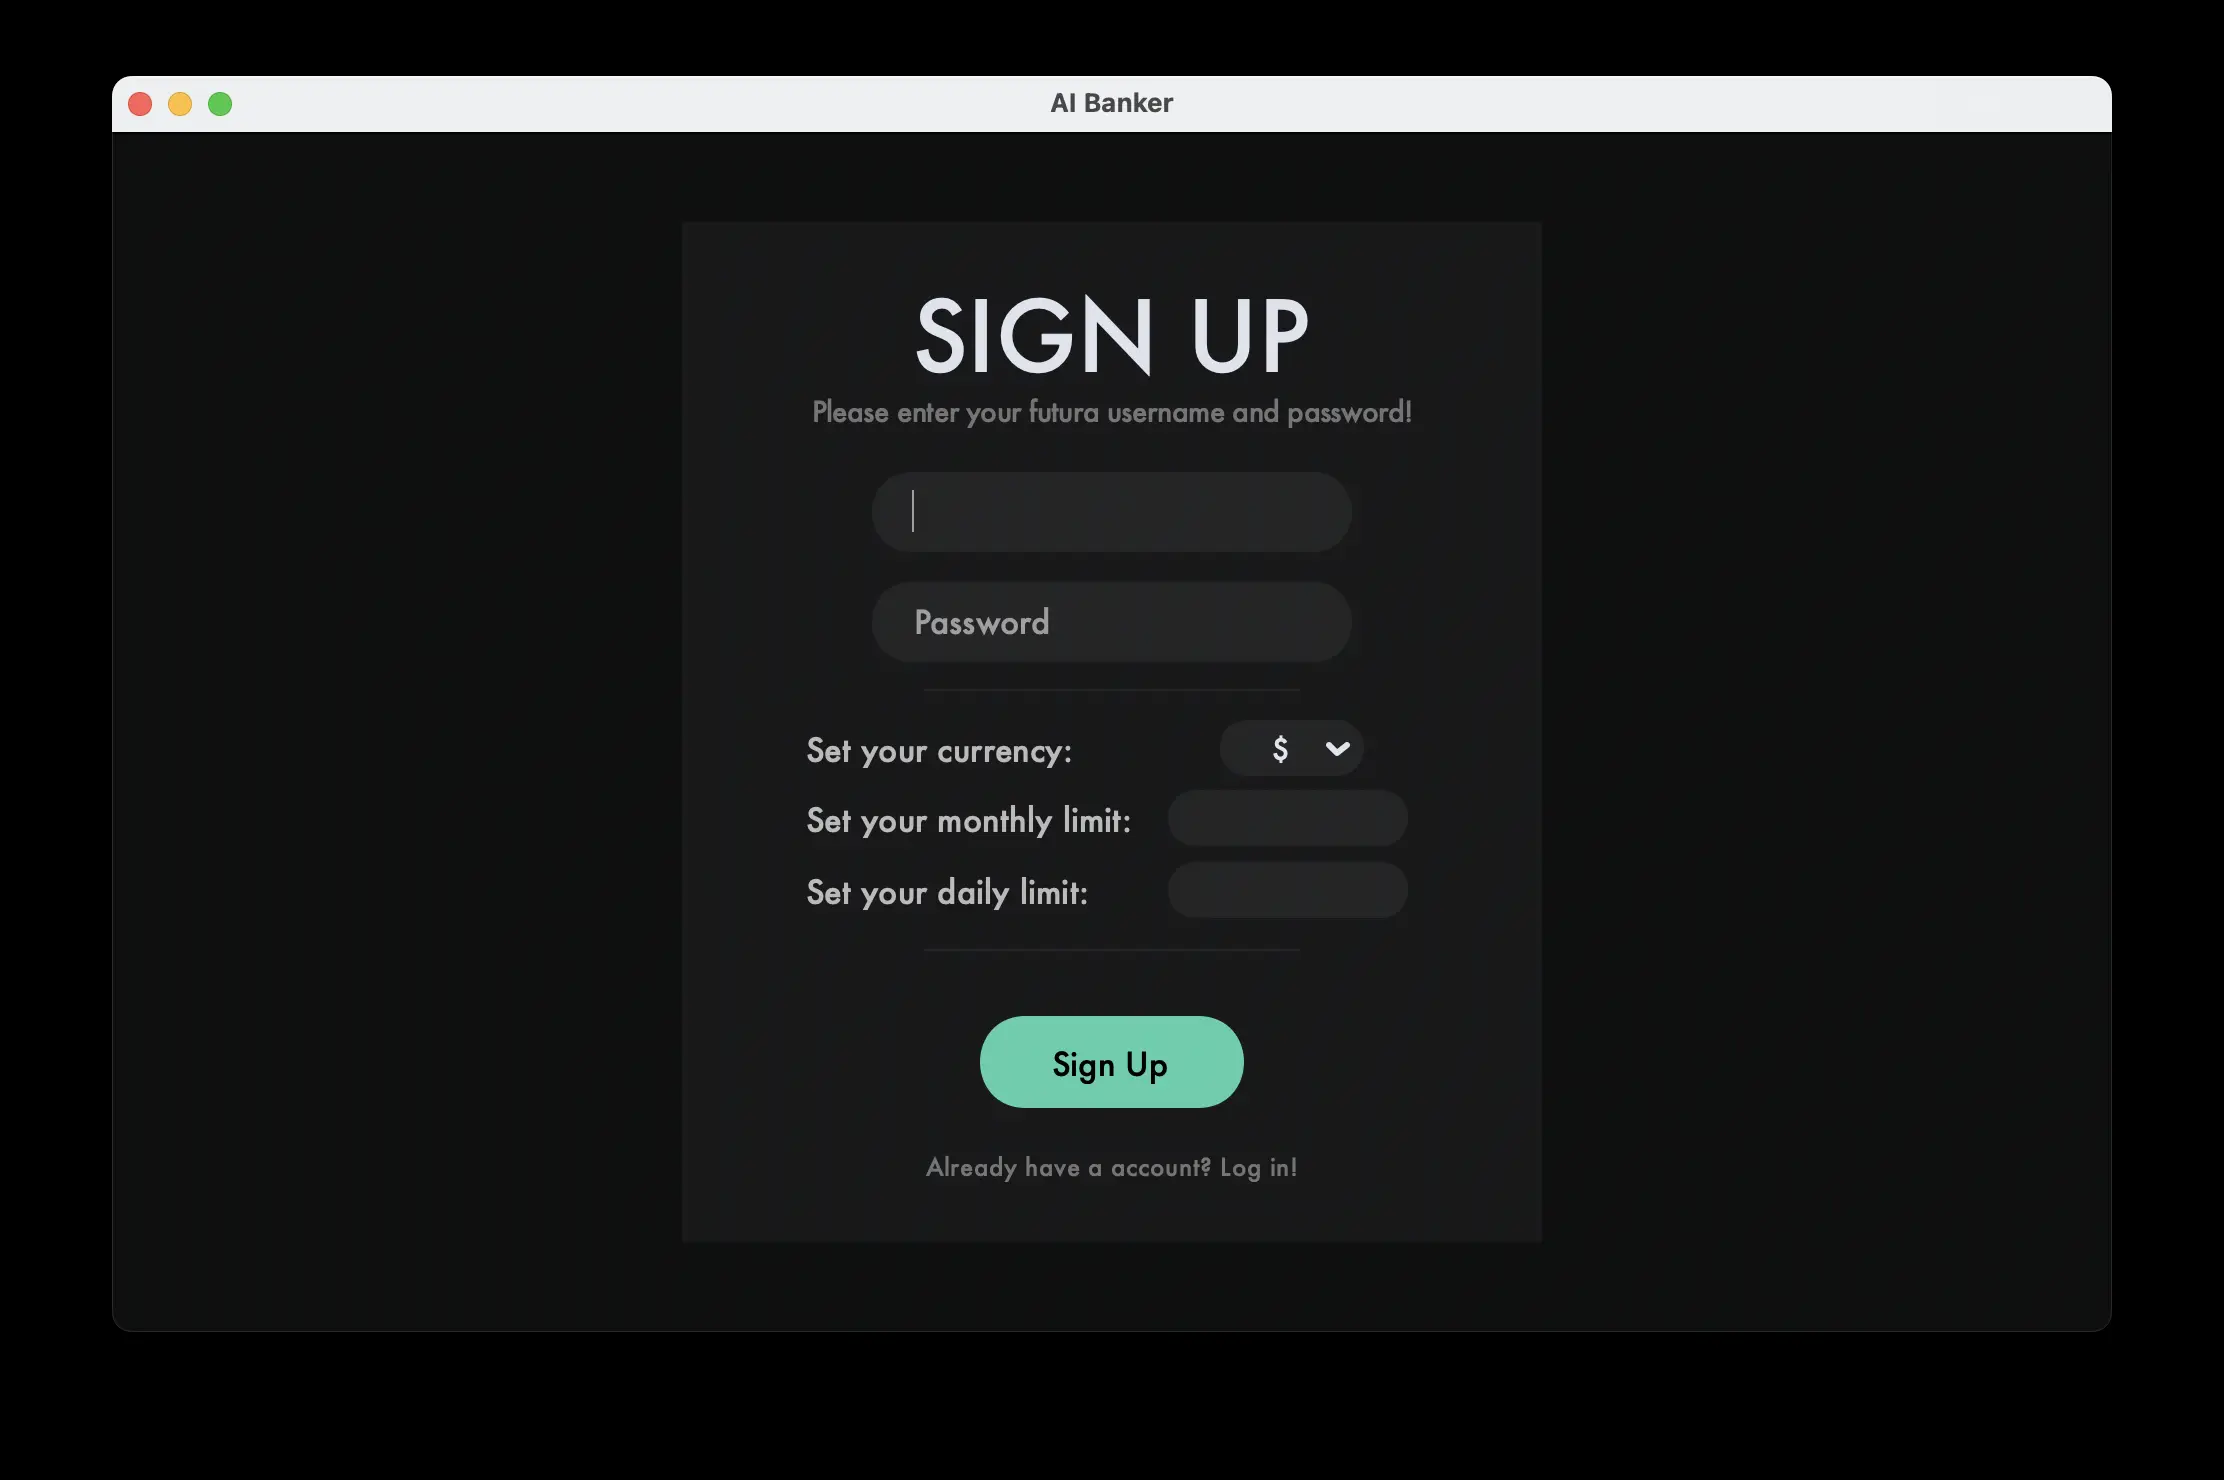 AI Banker
SIGN UP
Please enter your futura username and password!
Password
Set your currency:
$
Set your monthly limit:
Set your daily limit:
Sign Up
Already have a account? Log in!